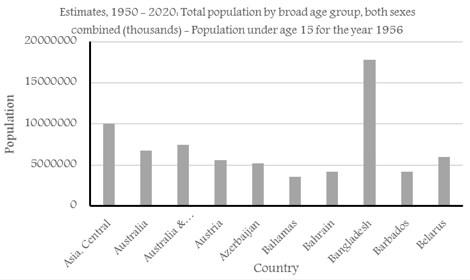 Estimates, 1950 - 2020: Total population by broad age group, both sexes
combined (thousands) - Population under age 15 for the year 1956
Population
20000000
15000000
10000000
5000000
0
Asia, Central
Australia
Australia &...
Austria
Azerbaijan
Bahamas
Bahrain
Bangladesh
Barbados
Belarus
Country